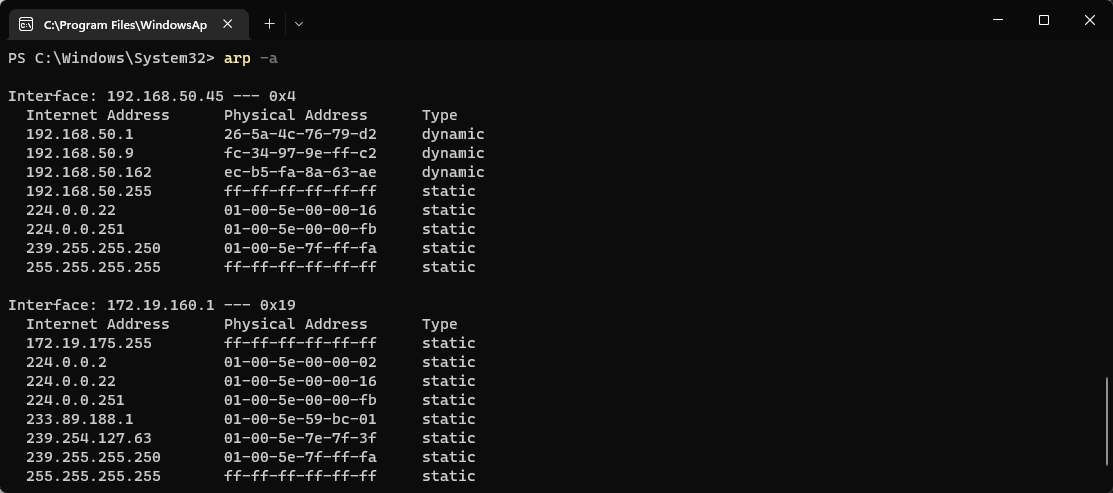 C:\Program Files\WindowsAp
PS C:\Windows\System32> arp -a
Interface: 192.168.50.45 --- 0x4
  Internet Address      Physical Address      Type
  192.168.50.1          26-5a-4c-76-79-d2     dynamic
  192.168.50.9          fc-34-97-9e-ff-c2     dynamic
  192.168.50.162        ec-b5-fa-8a-63-ae     dynamic
  192.168.50.255        ff-ff-ff-ff-ff-ff     static
  224.0.0.22            01-00-5e-00-00-16     static
  224.0.0.251           01-00-5e-00-00-fb     static
  239.255.255.250       01-00-5e-7f-ff-fa     static
  255.255.255.255       ff-ff-ff-ff-ff-ff     static
Interface: 172.19.160.1 --- 0x19
  Internet Address      Physical Address      Type
  172.19.175.255        ff-ff-ff-ff-ff-ff     static
  224.0.0.2             01-00-5e-00-00-02     static
  224.0.0.22            01-00-5e-00-00-16     static
  224.0.0.251           01-00-5e-00-00-fb     static
  233.89.188.1          01-00-5e-59-bc-01     static
  239.254.127.63        01-00-5e-7e-7f-3f     static
  239.255.255.250       01-00-5e-7f-ff-fa     static
  255.255.255.255       ff-ff-ff-ff-ff-ff     static